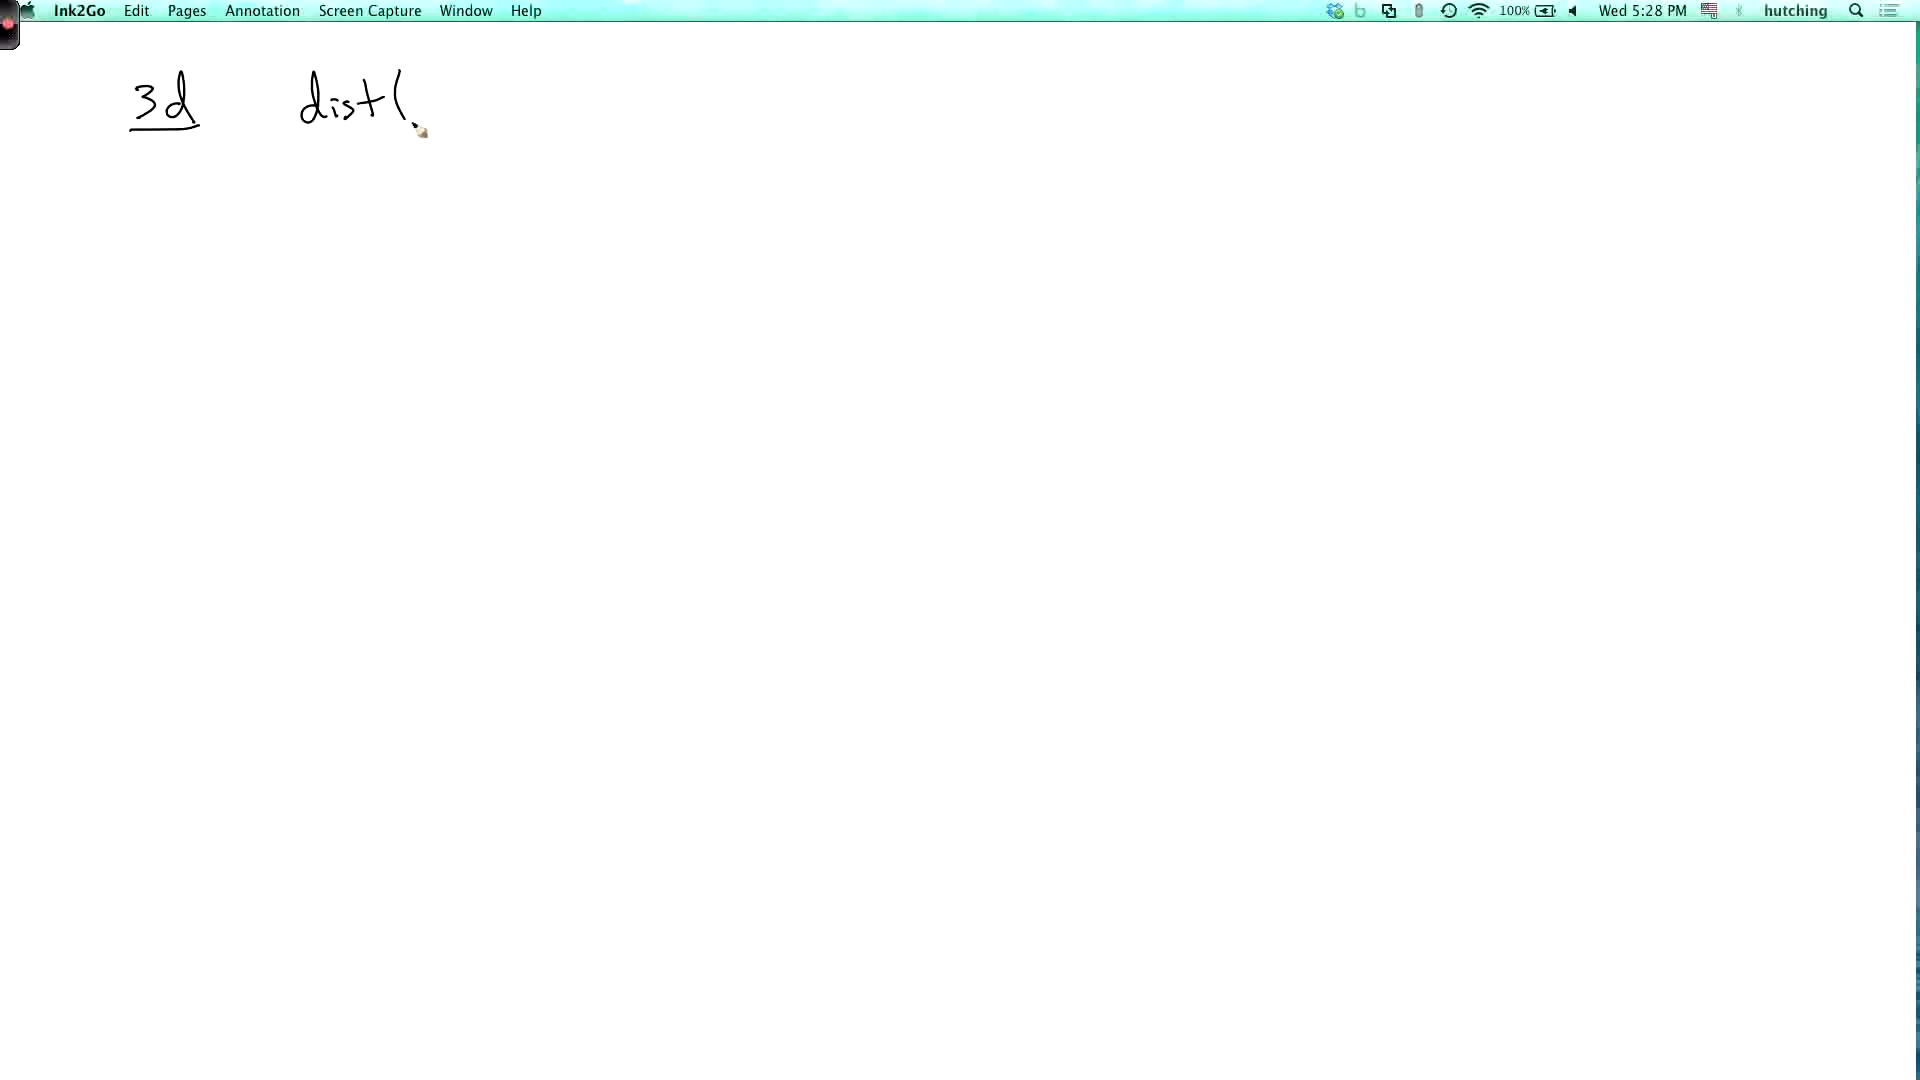 Ink2Go Edit Pages Annotation Screen Capture Window Help 100% Wed 5:28 PM hutching
3d dist(